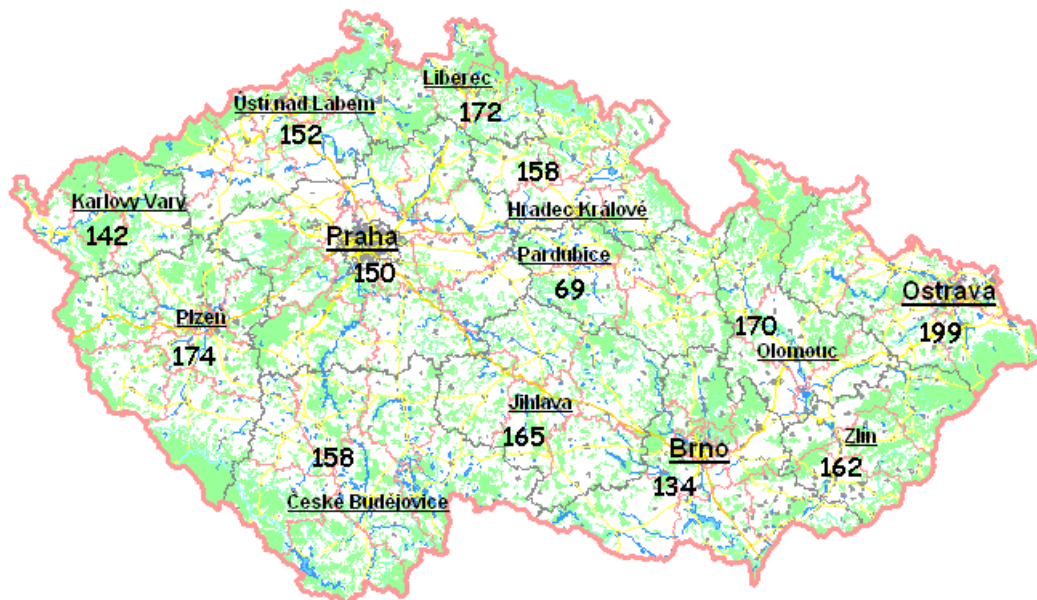 Liberec
172
Ústí nad Labem
152
158
Hradec Králové
Karlovy Vary
142
Praha
150
Pardubice
69
Ostrava
199
Plzen
174
170
Olomouc
Jihlava
165
Brno
134
Zlín
162
158
České Budějovice